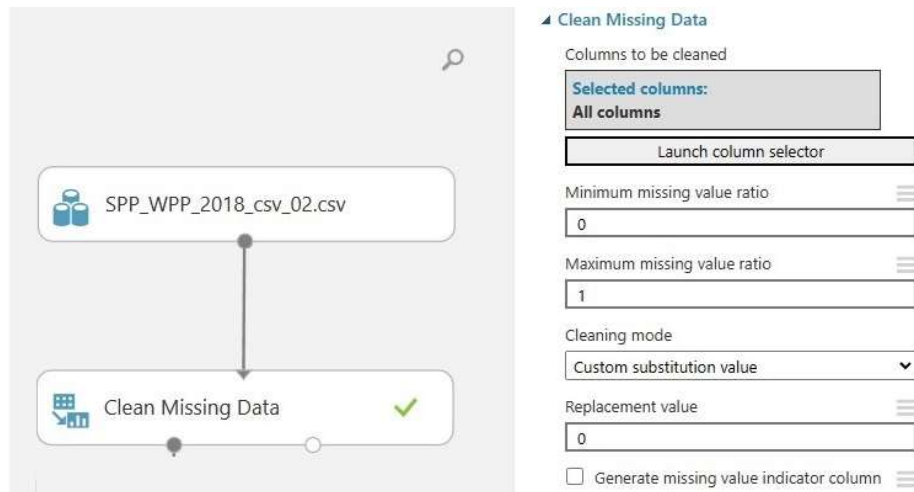 SPP_WPP_2018_csv_02.csv
Clean Missing Data
Clean Missing Data
Columns to be cleaned
Selected columns:
All columns
Launch column selector
Minimum missing value ratio
0
Maximum missing value ratio
1
Cleaning mode
Custom substitution value
Replacement value
0
Generate missing value indicator column